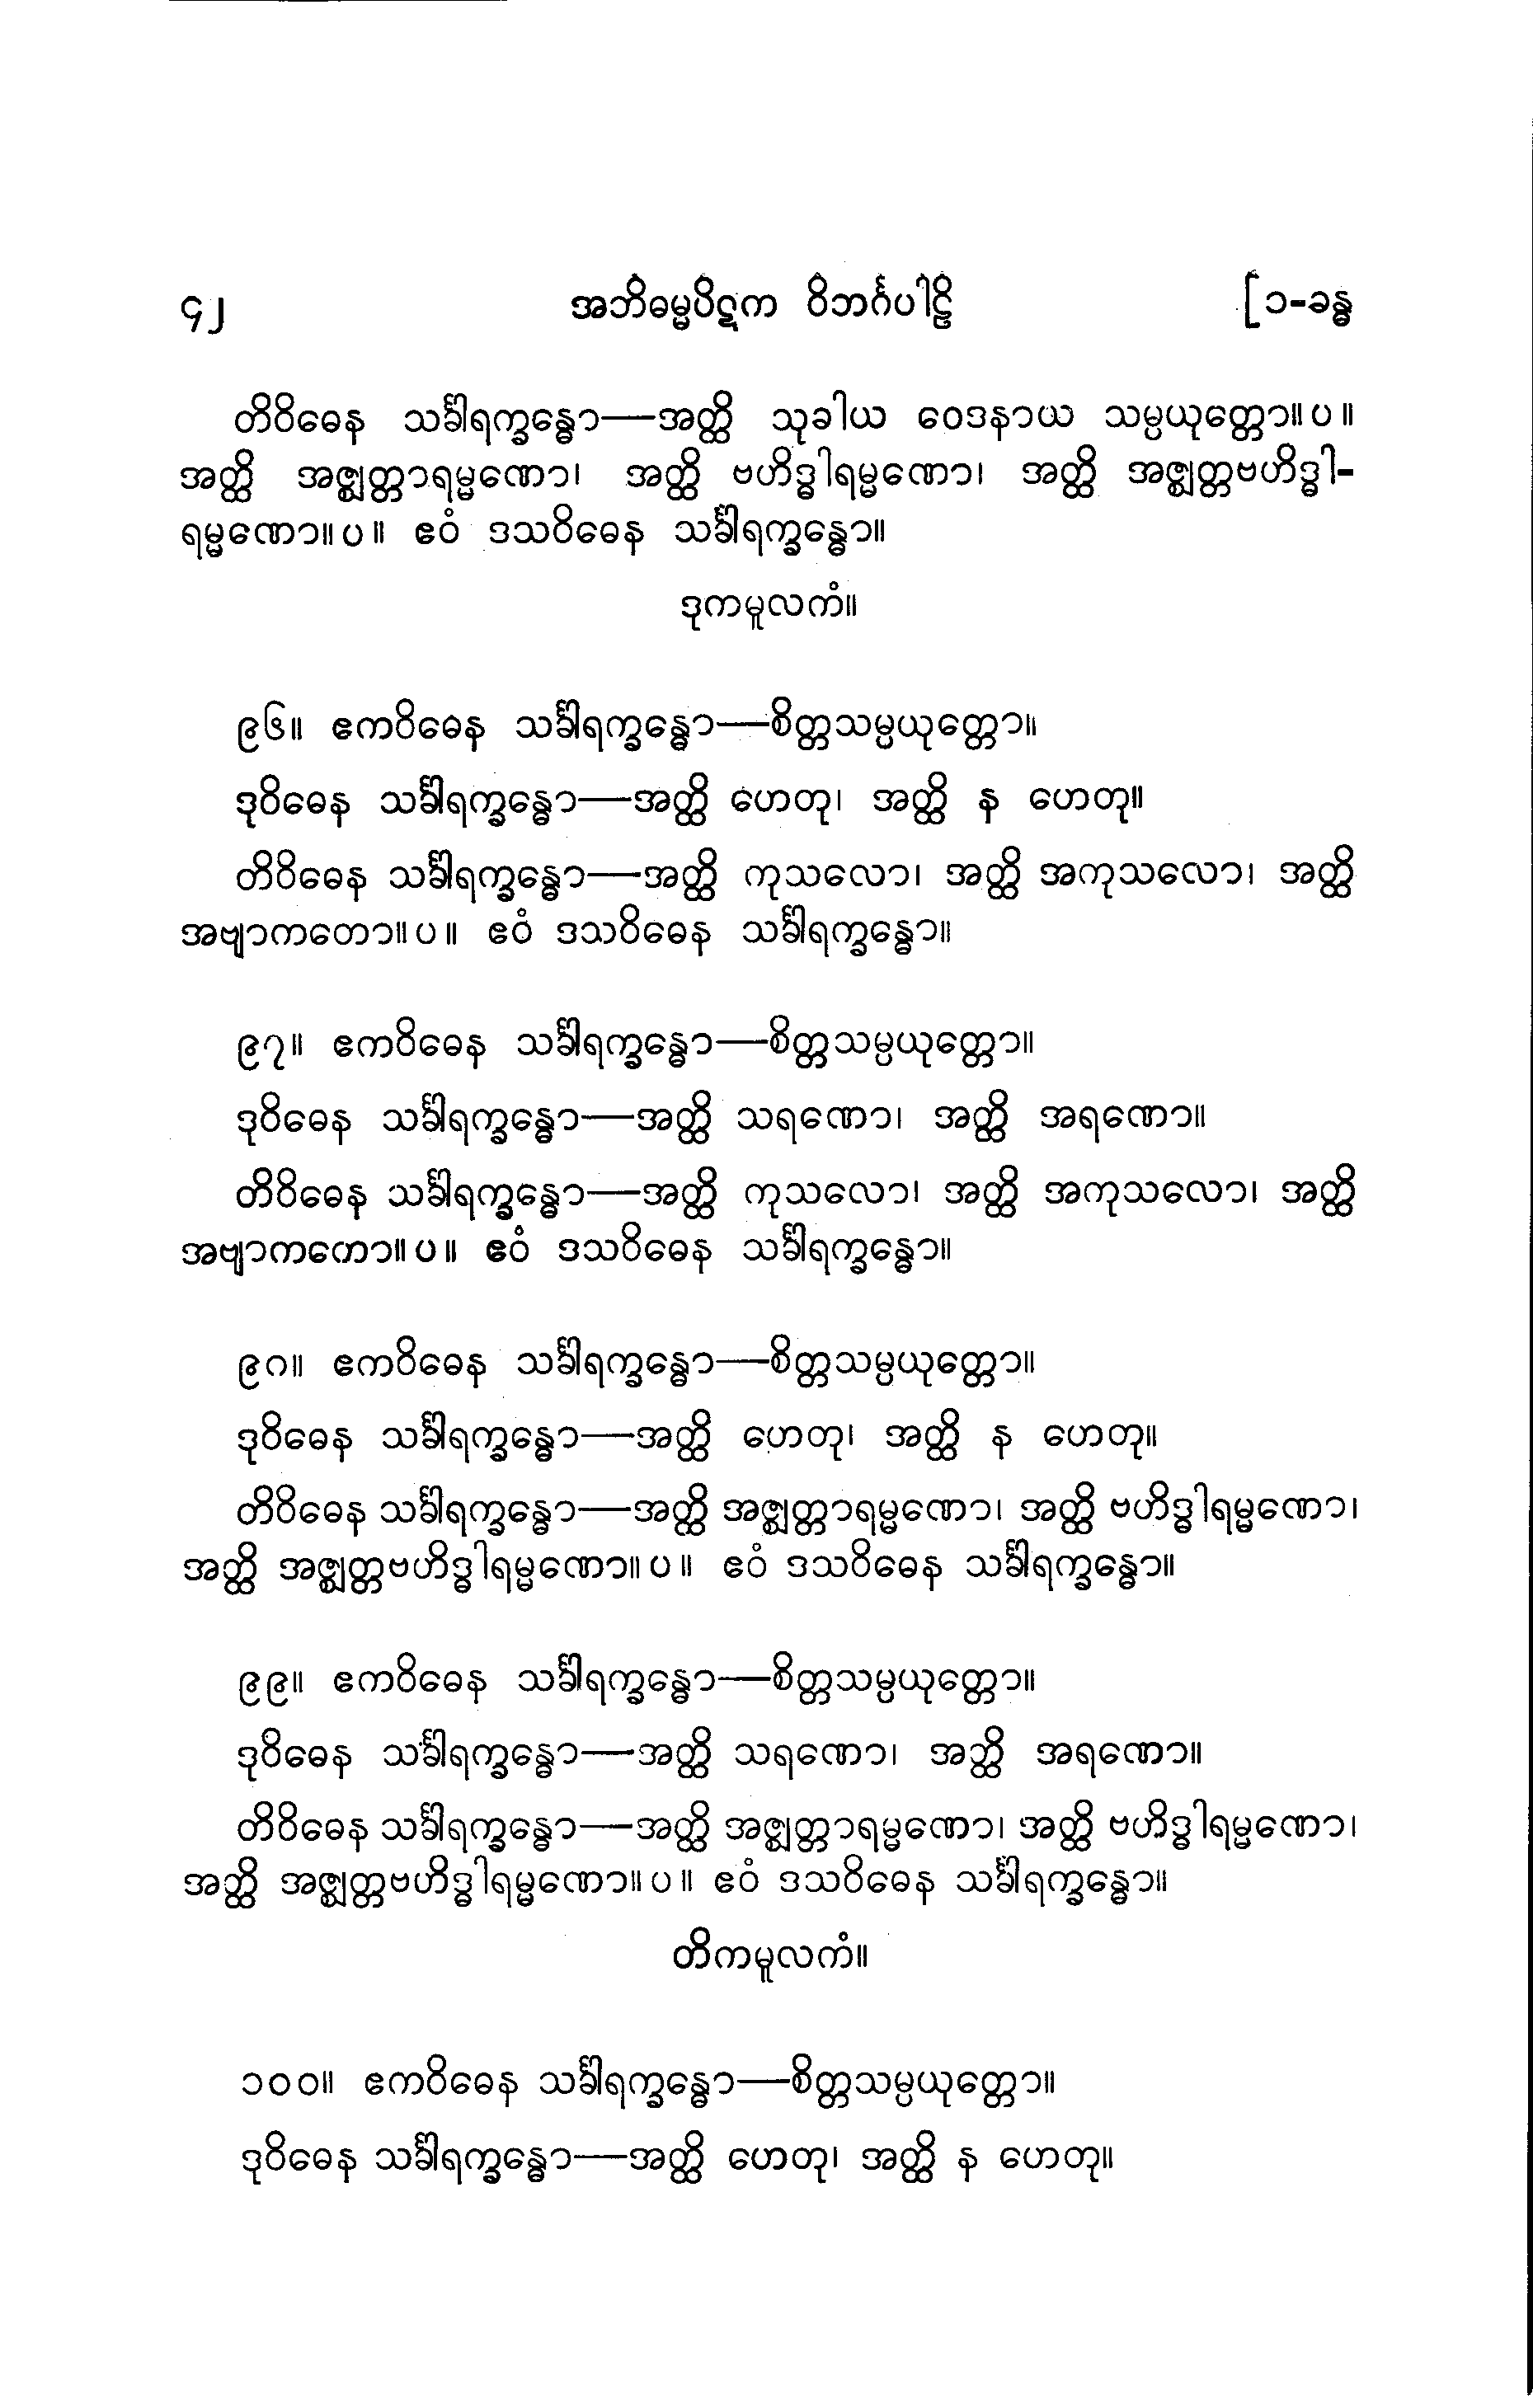 ၄၂ အဘိဓမ္မပိဋက ဝိဘင်္ဂပါဠိ [၁-ခန္ဓ
တိဝိဓေန သင်္ခါရက္ခန္ဓော—အတ္ထိ သုခါယ ဝေဒနာယ သမ္ပယုတ္တော။ပ။
အတ္ထိ အဇ္ဈတ္တာရမ္မဏော၊ အတ္ထိ ဗဟိဒ္ဓါရမ္မဏော၊ အတ္ထိ အဇ္ဈတ္တဗဟိဒ္ဓါ-
ရမ္မဏော။ပ။ ဧဝံ ဒသဝိဓေန သင်္ခါရက္ခန္ဓော။
ဒုကမူလကံ။
၉၆။ ဧကဝိဓေန သင်္ခါရက္ခန္ဓော—စိတ္တသမ္ပယုတ္တော။
ဒုဝိဓေန သင်္ခါရက္ခန္ဓော—အတ္ထိ ဟေတု၊ အတ္ထိ န ဟေတု။
တိဝိဓေန သင်္ခါရက္ခန္ဓော—အတ္ထိ ကုသလော၊ အတ္ထိ အကုသလော၊ အတ္ထိ
အဗျာကတော။ပ။ ဧဝံ ဒသဝိဓေန သင်္ခါရက္ခန္ဓော။
၉၇။ ဧကဝိဓေန သင်္ခါရက္ခန္ဓော—စိတ္တသမ္ပယုတ္တော။
ဒုဝိဓေန သင်္ခါရက္ခန္ဓော—အတ္ထိ သရဏော၊ အတ္ထိ အရဏော။
တိဝိဓေန သင်္ခါရက္ခန္ဓော—အတ္ထိ ကုသလော၊ အတ္ထိ အကုသလော၊ အတ္ထိ
အဗျာကတော။ပ။ ဧဝံ ဒသဝိဓေန သင်္ခါရက္ခန္ဓော။
၉၈။ ဧကဝိဓေန သင်္ခါရက္ခန္ဓော—စိတ္တသမ္ပယုတ္တော။
ဒုဝိဓေန သင်္ခါရက္ခန္ဓော—အတ္ထိ ဟေတု၊ အတ္ထိ န ဟေတု။
တိဝိဓေန သင်္ခါရက္ခန္ဓော—အတ္ထိ အဇ္ဈတ္တာရမ္မဏော၊ အတ္ထိ ဗဟိဒ္ဓါရမ္မဏော၊
အတ္ထိ အဇ္ဈတ္တဗဟိဒ္ဓါရမ္မဏော။ပ။ ဧဝံ ဒသဝိဓေန သင်္ခါရက္ခန္ဓော။
၉၉။ ဧကဝိဓေန သင်္ခါရက္ခန္ဓော—စိတ္တသမ္ပယုတ္တော။
ဒုဝိဓေန သင်္ခါရက္ခန္ဓော—အတ္ထိ သရဏော၊ အတ္ထိ အရဏော။
တိဝိဓေန သင်္ခါရက္ခန္ဓော—အတ္ထိ အဇ္ဈတ္တာရမ္မဏော၊ အတ္ထိ ဗဟိဒ္ဓါရမ္မဏော၊
အတ္ထိ အဇ္ဈတ္တဗဟိဒ္ဓါရမ္မဏော။ပ။ ဧဝံ ဒသဝိဓေန သင်္ခါရက္ခန္ဓော။
တိကမူလကံ။
၁၀၀။ ဧကဝိဓေန သင်္ခါရက္ခန္ဓော—စိတ္တသမ္ပယုတ္တော။
ဒုဝိဓေန သင်္ခါရက္ခန္ဓော—အတ္ထိ ဟေတု၊ အတ္ထိ န ဟေတု။